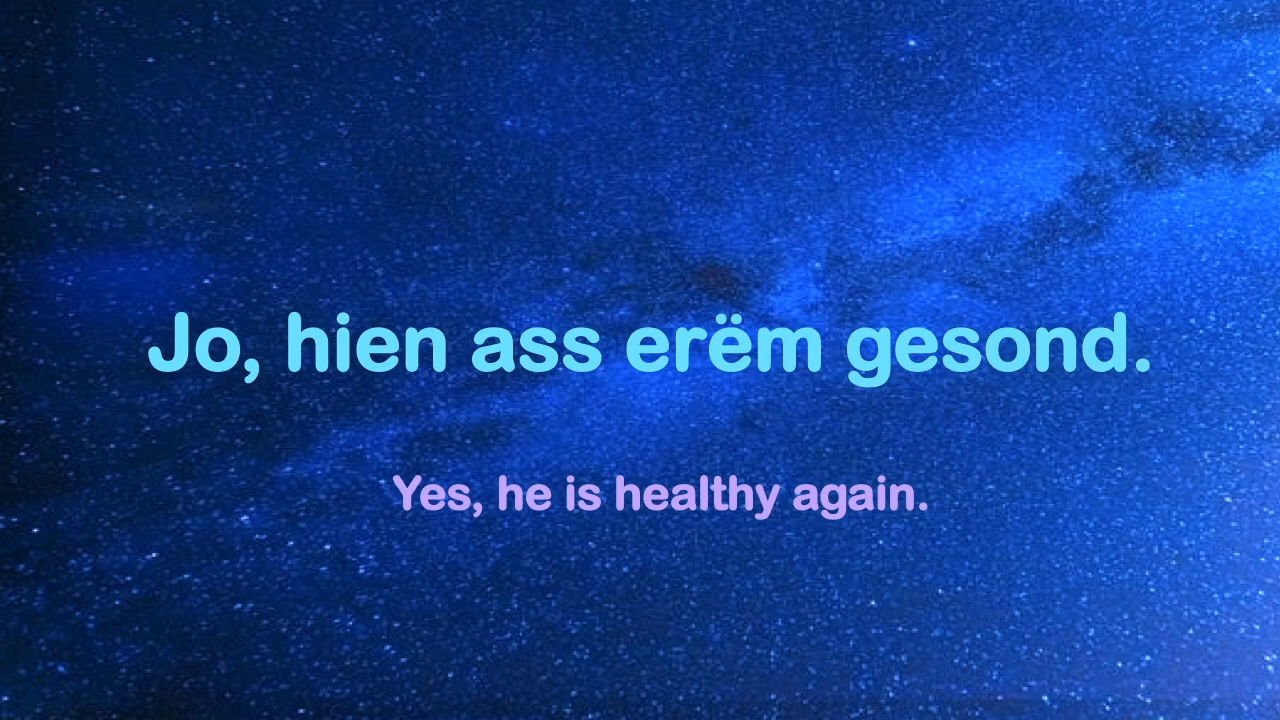 Jo, hien ass erëm gesond.
Yes, he is healthy again.